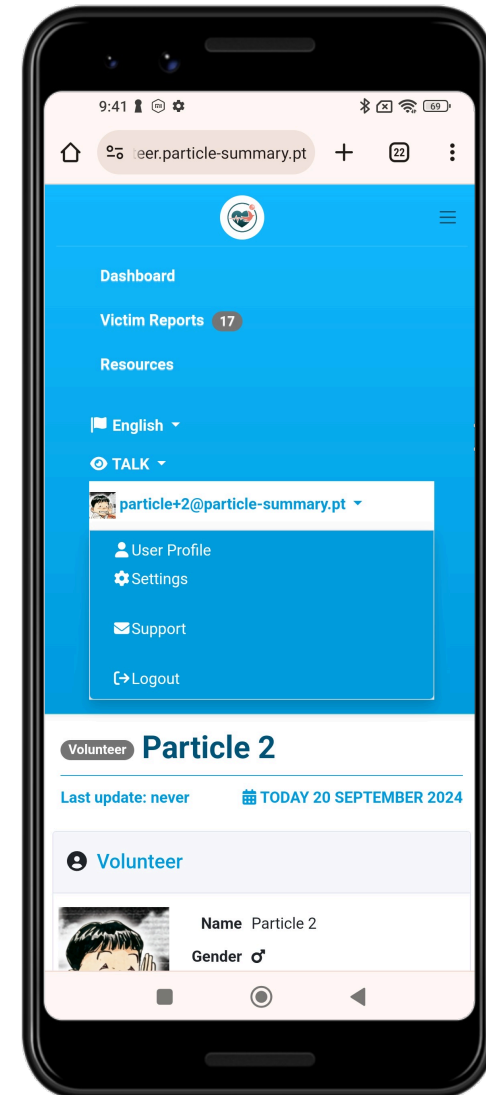 9:41
69
teer.particle-summary.pt
22
Dashboard
Victim Reports 17
Resources
English
TALK
particle+2@particle-summary.pt
User Profile
Settings
Support
Logout
Volunteer Particle 2
Last update: never TODAY 20 SEPTEMBER 2024
Volunteer
Name Particle 2
Gender